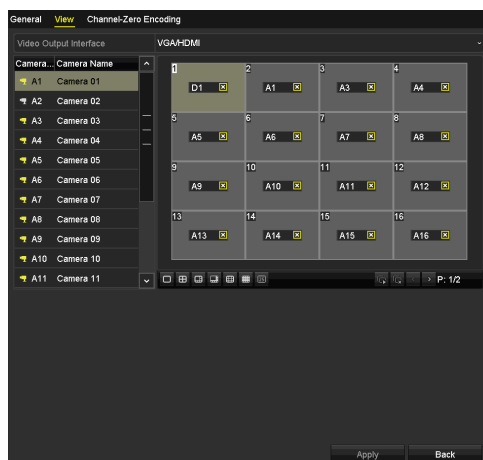 General View Channel-Zero Encoding
Video Output Interface VGA/HDMI
Camera... Camera Name
A1 Camera 01
A2 Camera 02
A3 Camera 03
A4 Camera 04
A5 Camera 05
A6 Camera 06
A7 Camera 07
A8 Camera 08
A9 Camera 09
A10 Camera 10
A11 Camera 11
1 2 3 4
D1 A1 A3 A4
5 6 7 8
A5 A6 A7 A8
9 10 11 12
A9 A10 A11 A12
13 14 15 16
A13 A14 A15 A16
P: 1/2
Apply Back